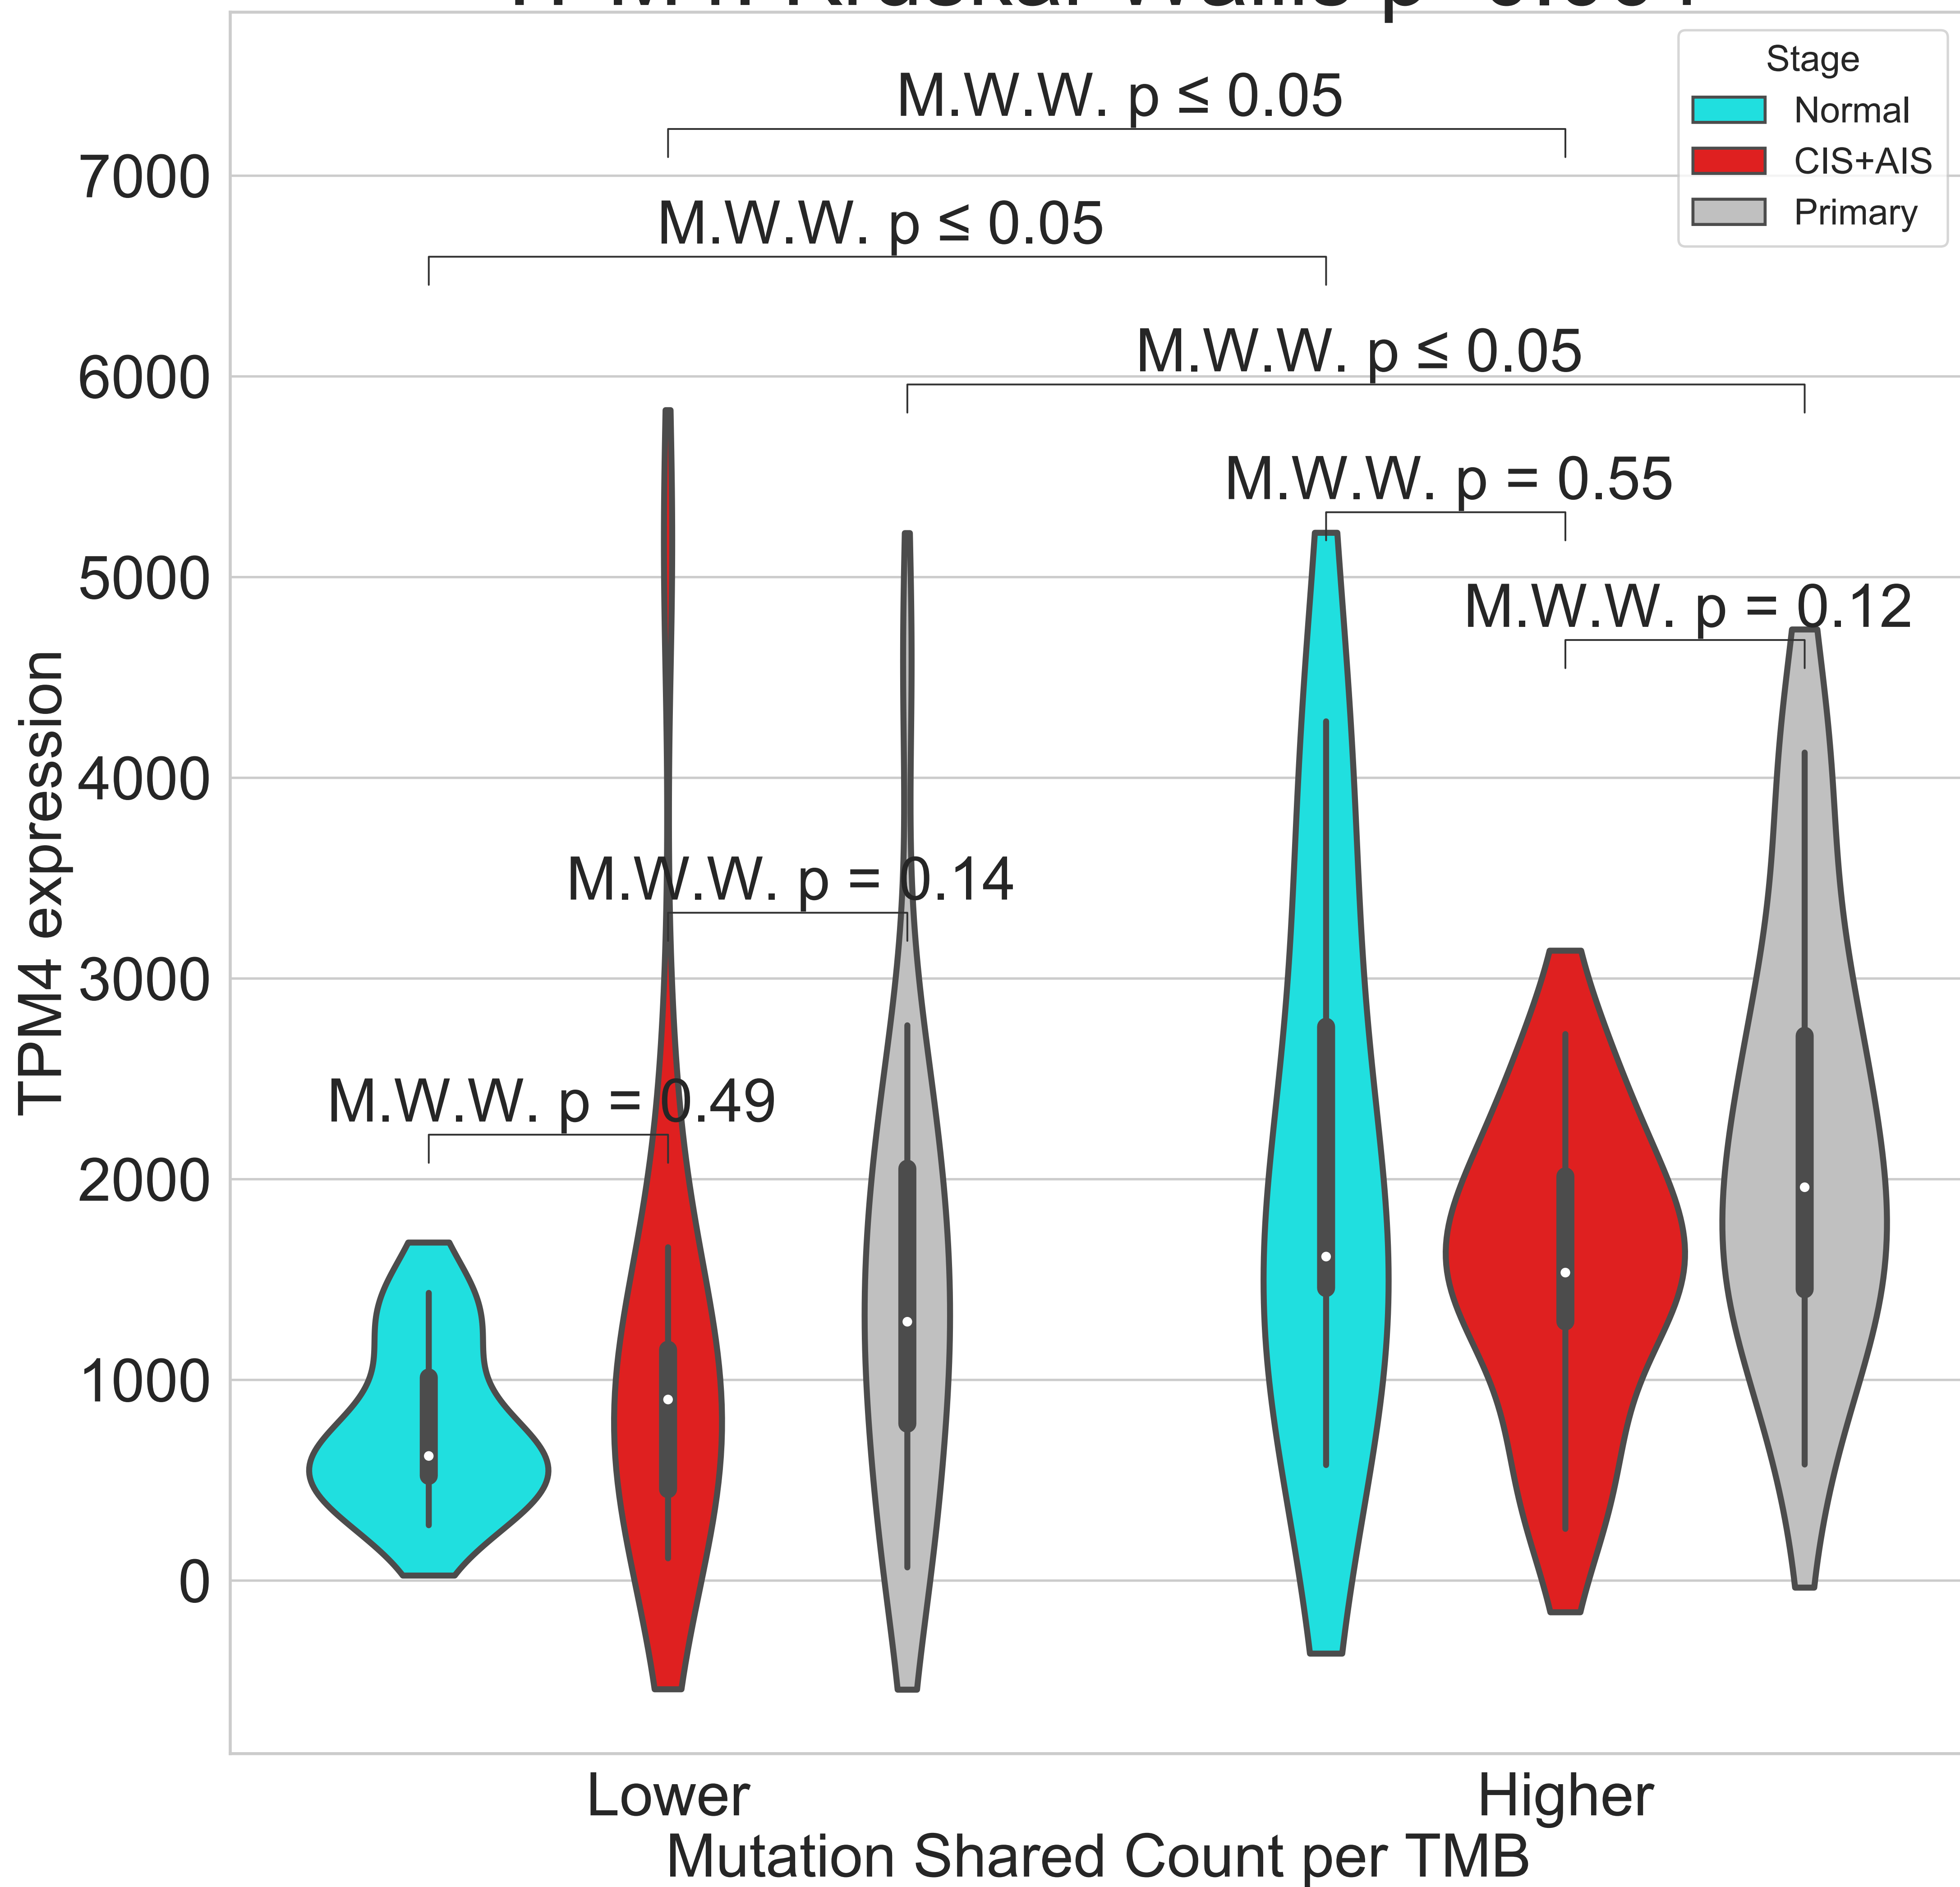 Stage
Normal
CIS+AIS
Primary
M.W.W. p ≤ 0.05
M.W.W. p ≤ 0.05
M.W.W. p ≤ 0.05
M.W.W. p = 0.55
M.W.W. p = 0.12
M.W.W. p = 0.14
M.W.W. p = 0.49
7000
6000
5000
4000
3000
2000
1000
0
TPM4 expression
Lower
Higher
Mutation Shared Count per TMB